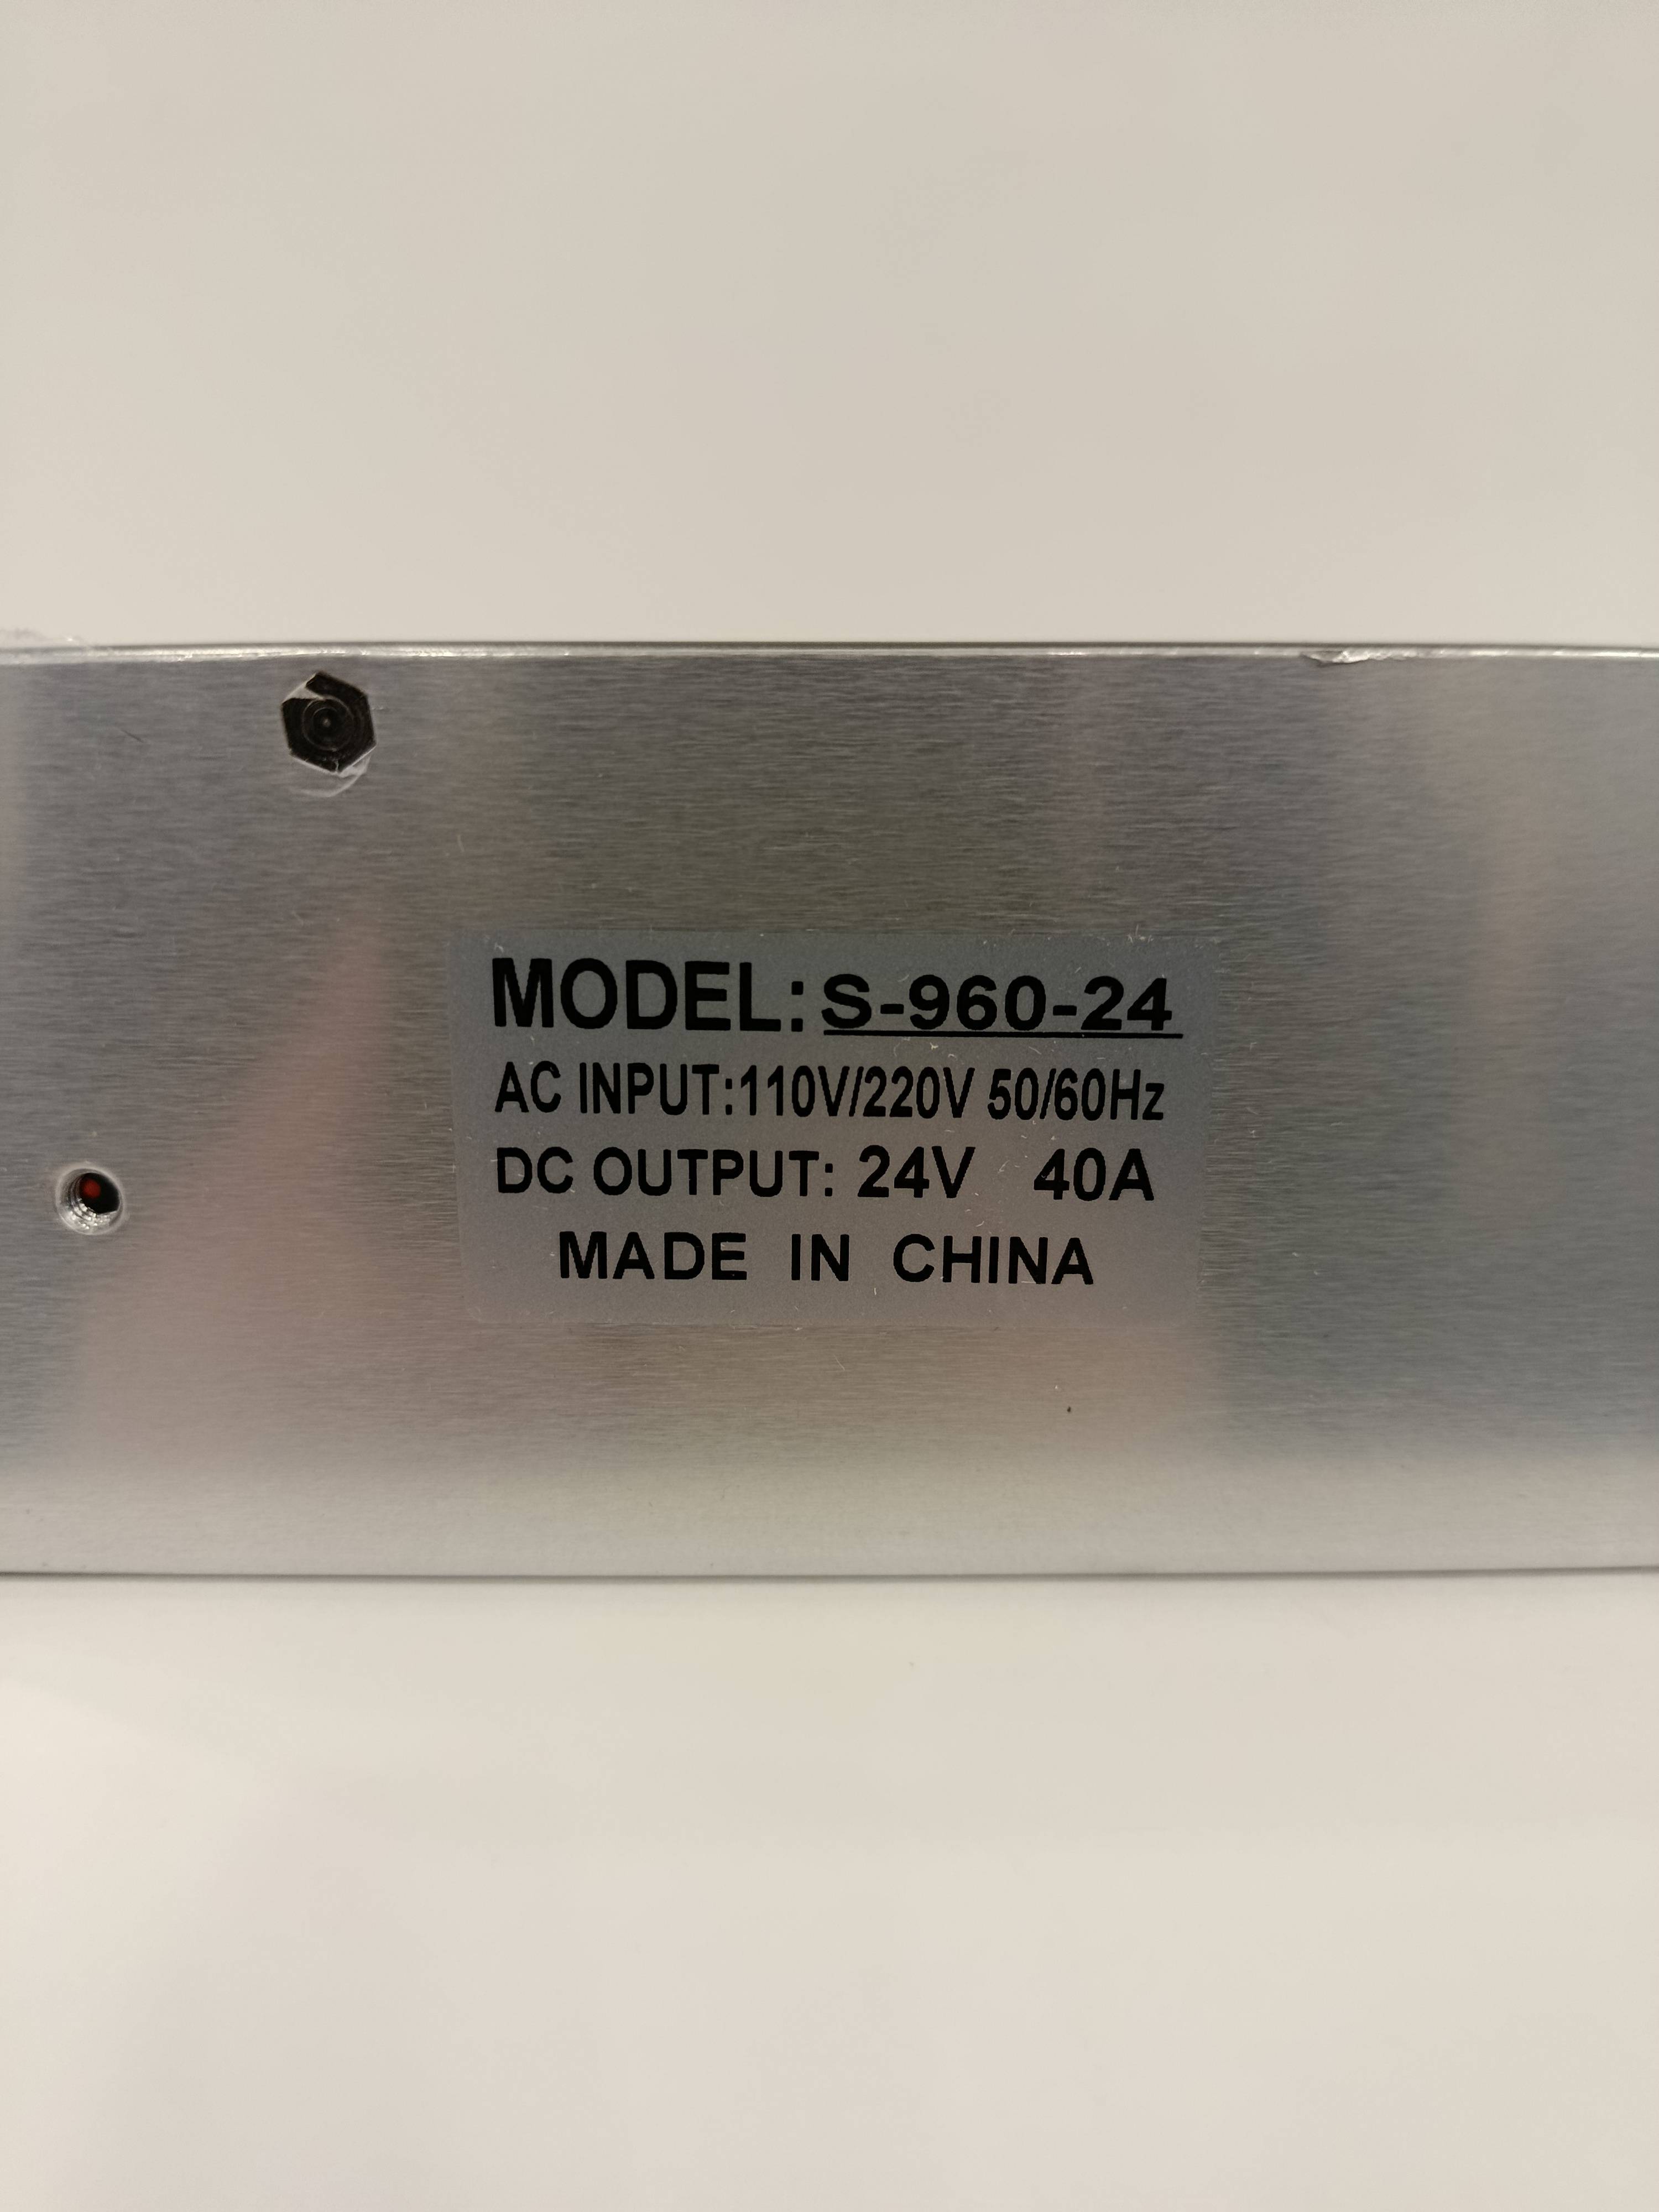 MODEL: S-960-24
AC INPUT:110V/220V 50/60Hz
DC OUTPUT: 24V 40A
MADE IN CHINA